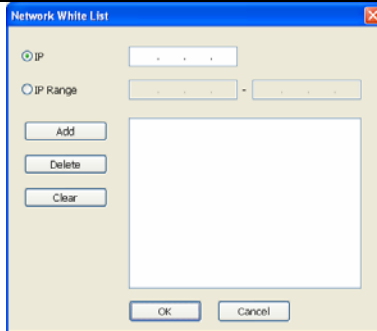 Network White List
IP
. . .
IP Range
. . . - . . .
Add
Delete
Clear
OK Cancel